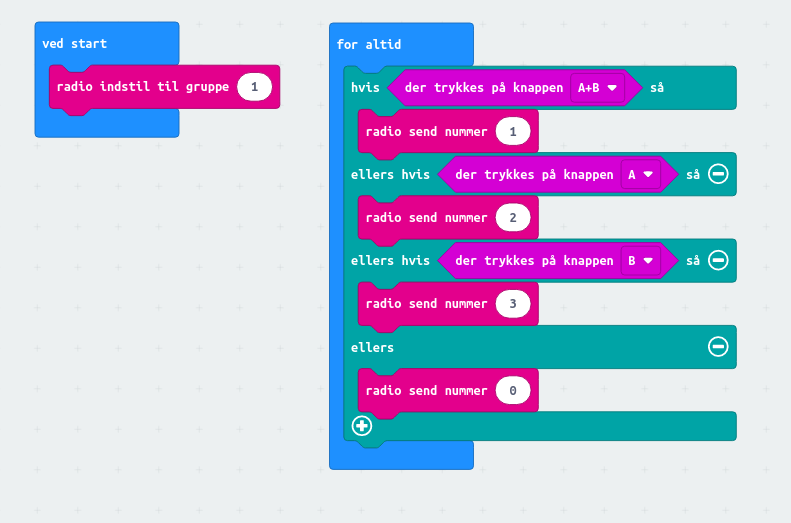 ved start
radio indstil til gruppe 1
for altid
hvis der trykkes på knappen A+B så
radio send nummer 1
ellers hvis der trykkes på knappen A så
radio send nummer 2
ellers hvis der trykkes på knappen B så
radio send nummer 3
ellers
radio send nummer 0